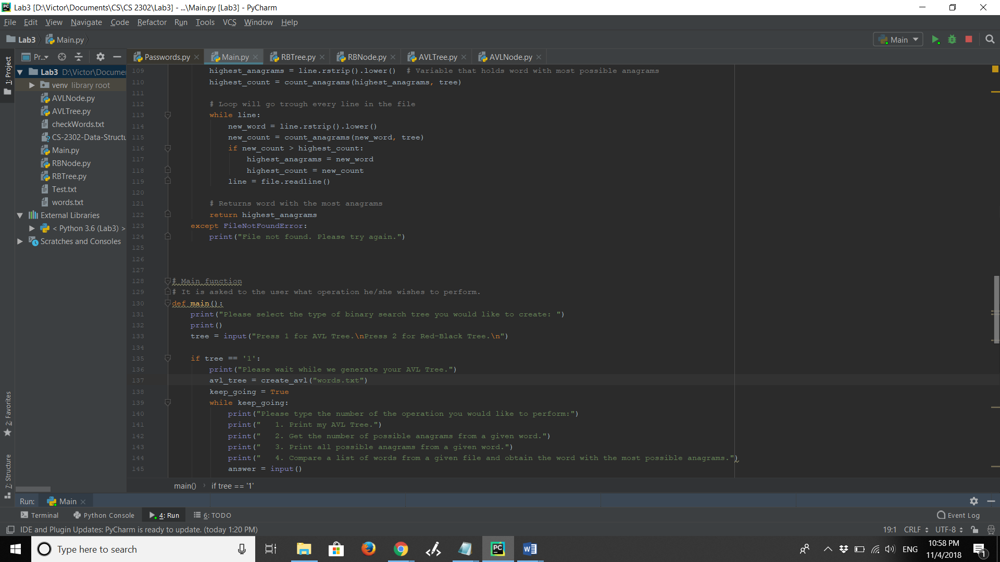 Lab3 [D:\Victor\Documents\CS\CS 2302\Lab3] - ...\Main.py [Lab3] - PyCharm
File Edit View Navigate Code Refactor Run Tools VCS Window Help
Lab3 Main.py Main
1: Project
Pr... Passwords.py Main.py RBTree.py RBNode.py AVLTree.py AVLNode.py
Lab3 D:\Victor\Documen
venv library root
AVLNode.py
AVLTree.py
checkWords.txt
CS-2302-Data-Structu
Main.py
RBNode.py
RBTree.py
Test.txt
words.txt
External Libraries
< Python 3.6 (Lab3) >
Scratches and Consoles
2: Favorites
7: Structure
109 highest_anagrams = line.rstrip().lower()  # Variable that holds word with most possible anagrams
110 highest_count = count_anagrams(highest_anagrams, tree)
111
112 # Loop will go trough every line in the file
113 while line:
114 new_word = line.rstrip().lower()
115 new_count = count_anagrams(new_word, tree)
116 if new_count > highest_count:
117 highest_anagrams = new_word
118 highest_count = new_count
119 line = file.readline()
120
121 # Returns word with the most anagrams
122 return highest_anagrams
123 except FileNotFoundError:
124 print("File not found. Please try again.")
125
126
127
128 # Main function
129 # It is asked to the user what operation he/she wishes to perform.
130 def main():
131 print("Please select the type of binary search tree you would like to create: ")
132 print()
133 tree = input("Press 1 for AVL Tree.\nPress 2 for Red-Black Tree.\n")
134
135 if tree == '1':
136 print("Please wait while we generate your AVL Tree.")
137 avl_tree = create_avl("words.txt")
138 keep_going = True
139 while keep_going:
140 print("Please type the number of the operation you would like to perform:")
141 print("   1. Print my AVL Tree.")
142 print("   2. Get the number of possible anagrams from a given word.")
143 print("   3. Print all possible anagrams from a given word.")
144 print("   4. Compare a list of words from a given file and obtain the word with the most possible anagrams.")
145 answer = input()
main() › if tree == '1'
Run: Main
Terminal Python Console 4: Run 6: TODO Event Log
IDE and Plugin Updates: PyCharm is ready to update. (today 1:20 PM) 19:1 CRLF UTF-8
Type here to search ENG 10:58 PM
11/4/2018 1